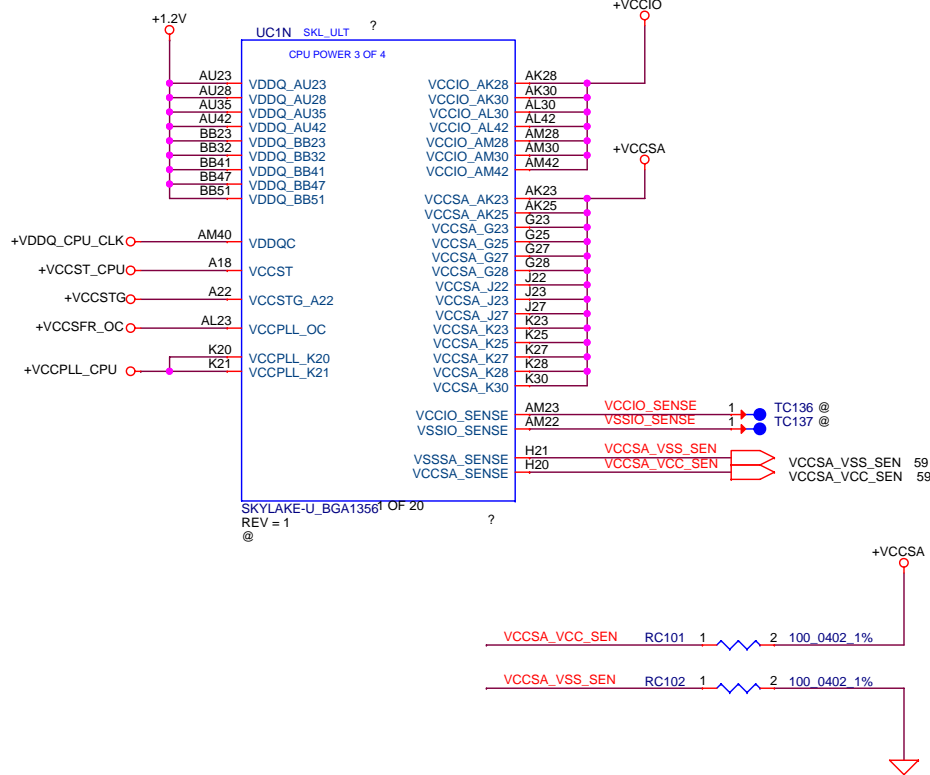 +1.2V
+VCCIO
UC1N SKL_ULT ?
CPU POWER 3 OF 4
AU23 VDDQ_AU23
AU28 VDDQ_AU28
AU35 VDDQ_AU35
AU42 VDDQ_AU42
BB23 VDDQ_BB23
BB32 VDDQ_BB32
BB41 VDDQ_BB41
BB47 VDDQ_BB47
BB51 VDDQ_BB51
+VDDQ_CPU_CLK AM40 VDDQC
+VCCST_CPU A18 VCCST
+VCCSTG A22 VCCSTG_A22
+VCCSFR_OC AL23 VCCPLL_OC
K20 VCCPLL_K20
+VCCPLL_CPU K21 VCCPLL_K21
VCCIO_AK28 AK28
VCCIO_AK30 AK30
VCCIO_AL30 AL30
VCCIO_AL42 AL42
VCCIO_AM28 AM28
VCCIO_AM30 AM30
VCCIO_AM42 AM42
+VCCSA
VCCSA_AK23 AK23
VCCSA_AK25 AK25
VCCSA_G23 G23
VCCSA_G25 G25
VCCSA_G27 G27
VCCSA_G28 G28
VCCSA_J22 J22
VCCSA_J23 J23
VCCSA_J27 J27
VCCSA_K23 K23
VCCSA_K25 K25
VCCSA_K27 K27
VCCSA_K28 K28
VCCSA_K30 K30
VCCIO_SENSE AM23 VCCIO_SENSE 1 TC136 @
VSSIO_SENSE AM22 VSSIO_SENSE 1 TC137 @
VSSSA_SENSE H21 VCCSA_VSS_SEN VCCSA_VSS_SEN 59
VCCSA_SENSE H20 VCCSA_VCC_SEN VCCSA_VCC_SEN 59
SKYLAKE-U_BGA1356 1 OF 20
REV = 1 ?
@
+VCCSA
VCCSA_VCC_SEN RC101 1 2 100_0402_1%
VCCSA_VSS_SEN RC102 1 2 100_0402_1%